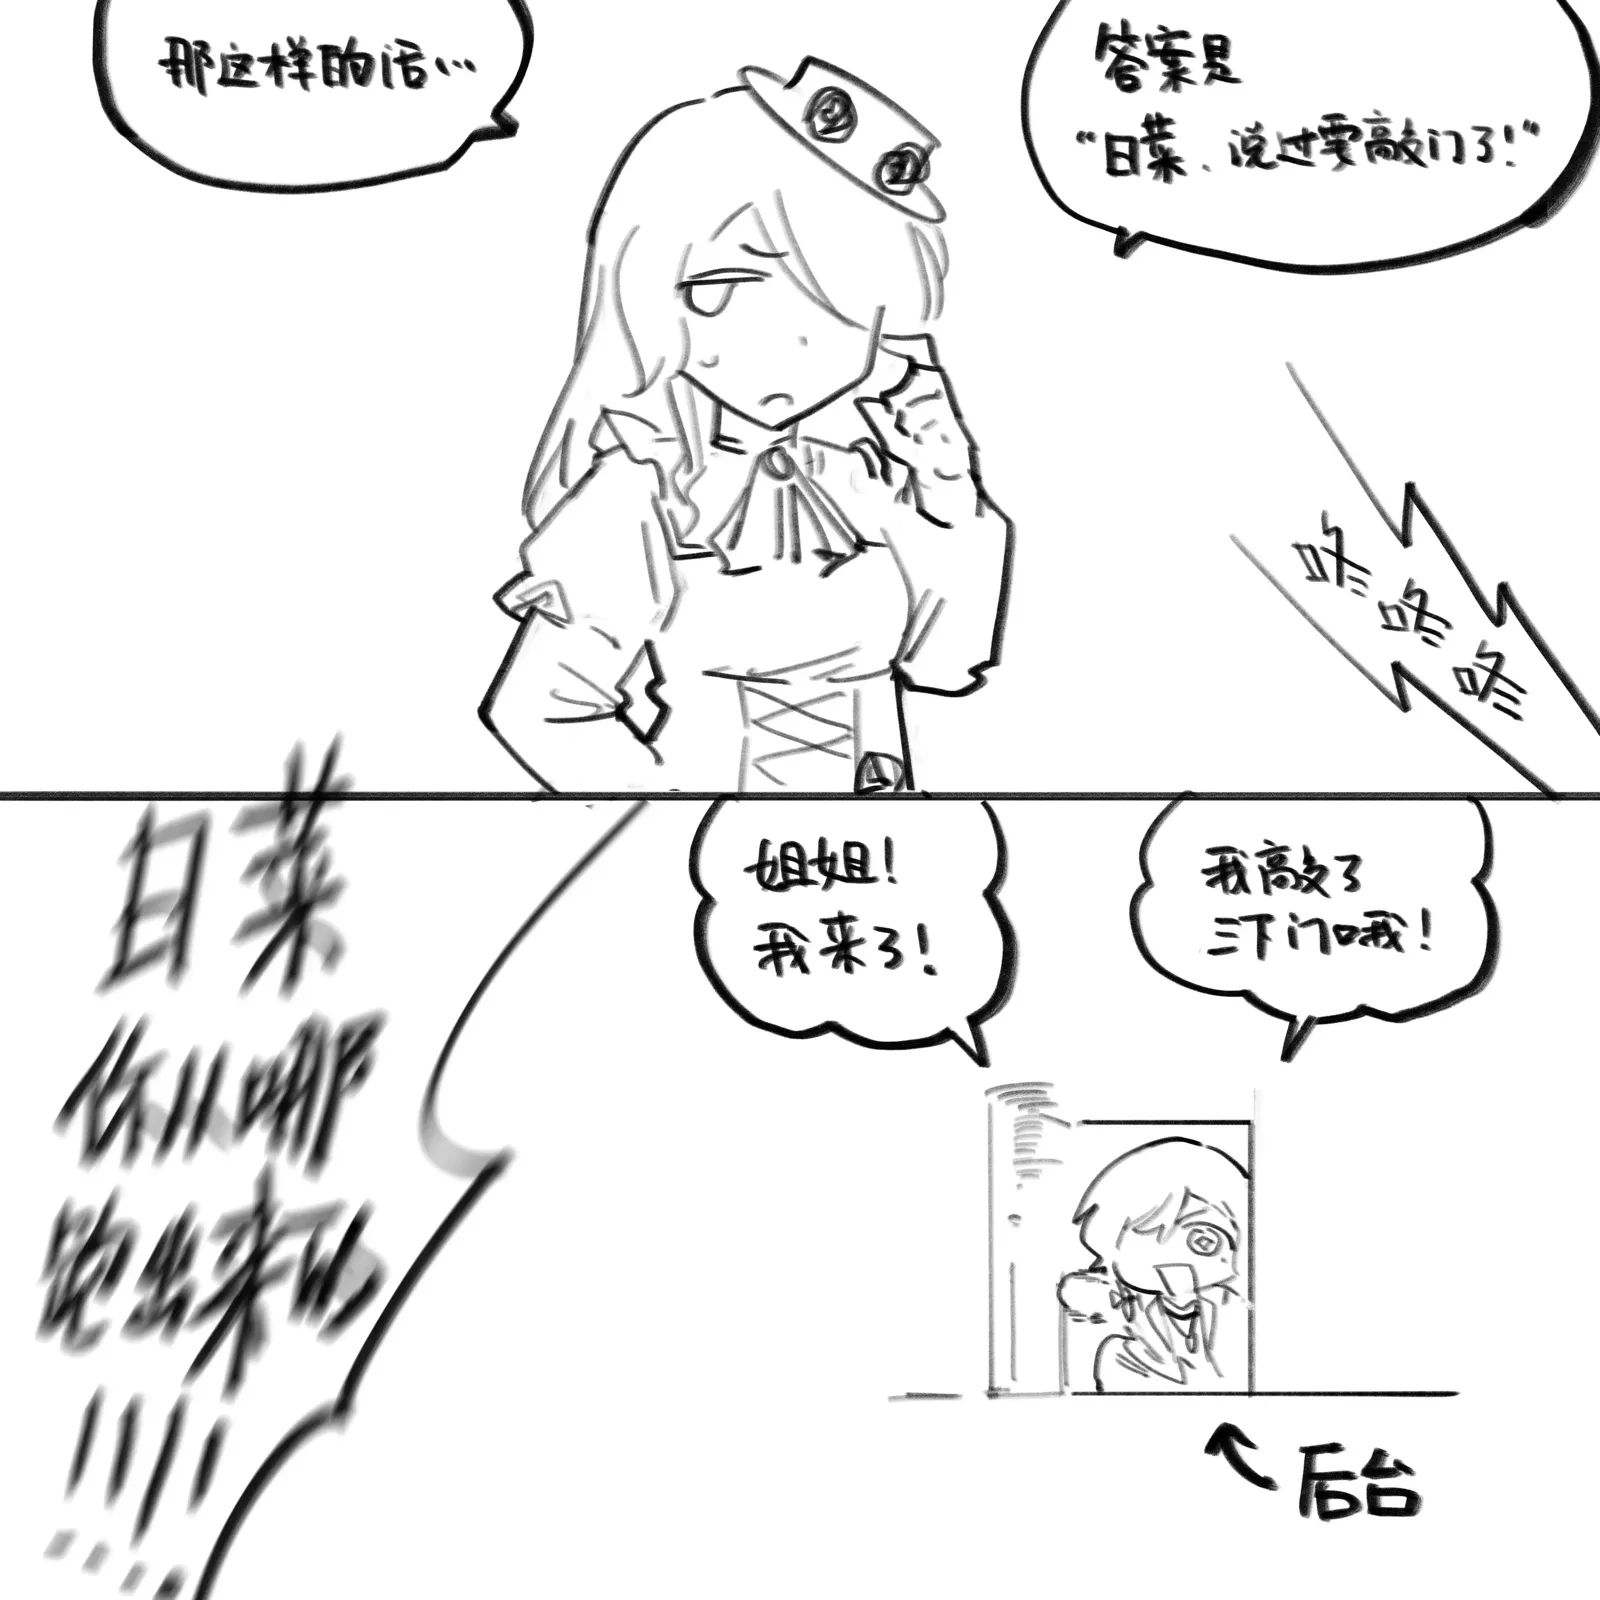 那这样的话…
答案是
“日菜、说过要敲门了!”
咚
咚
咚
日菜
你从哪
跑出来的
!!!!
姐姐!
我来了!
我敲了
三下门哦!
后台